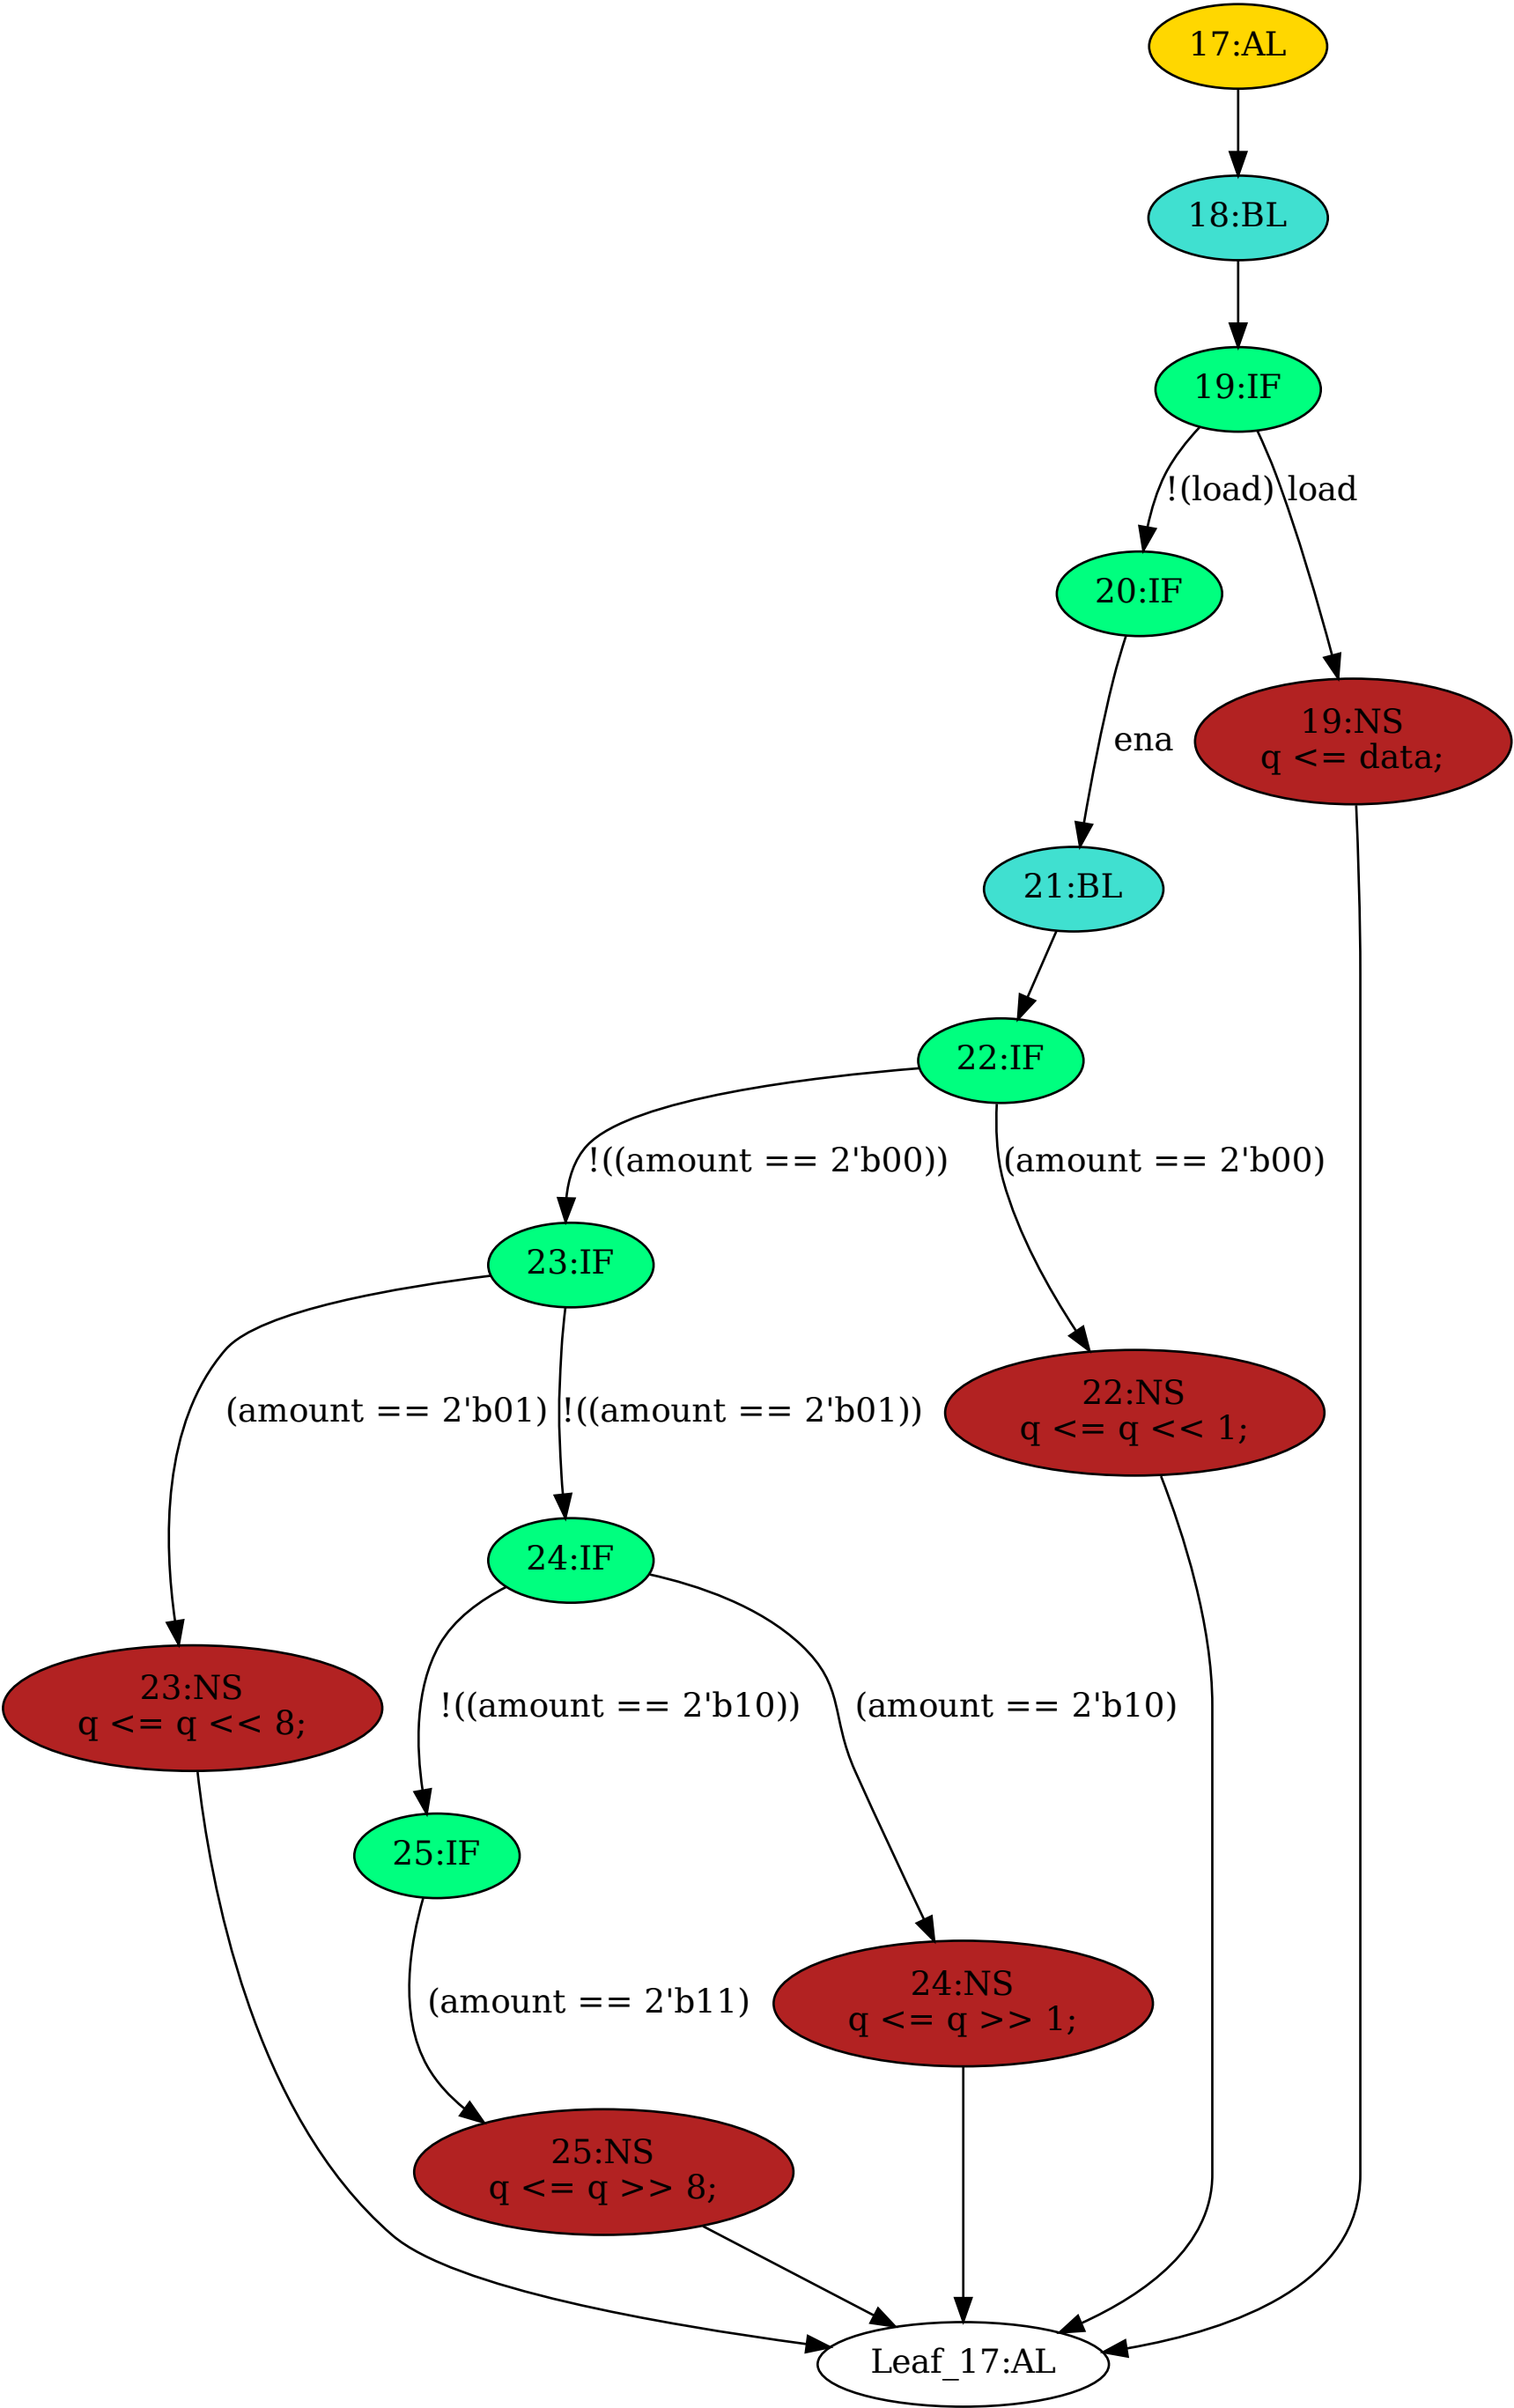 17:AL
18:BL
19:IF
!(load)
load
20:IF
19:NS
q <= data;
ena
21:BL
22:IF
!((amount == 2'b00))
(amount == 2'b00)
23:IF
22:NS
q <= q << 1;
(amount == 2'b01)
!((amount == 2'b01))
24:IF
23:NS
q <= q << 8;
!((amount == 2'b10))
(amount == 2'b10)
25:IF
24:NS
q <= q >> 1;
(amount == 2'b11)
25:NS
q <= q >> 8;
Leaf_17:AL